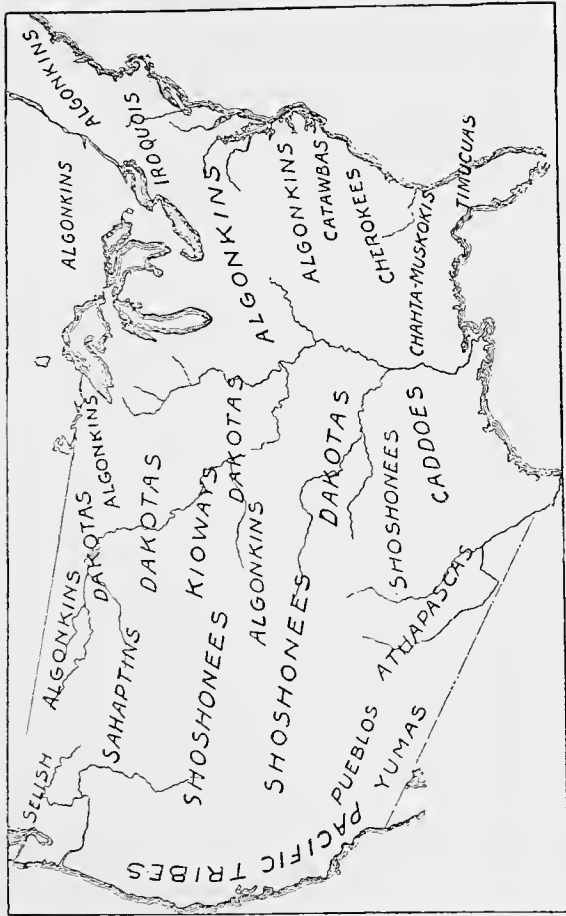 SELISH
ALGONKINS
DAKOTAS
ALGONKINS
SAHAPTINS
DAKOTAS
KIOWAYS
DAKOTAS
SHOSHONEES
ALGONKINS
SHOSHONEES
DAKOTAS
SHOSHONEES
CADDOES
PACIFIC TRIBES
PUEBLOS
YUMAS
ATHAPASCAS
ALGONKINS
ALGONKINS
IROQUOIS
ALGONKINS
ALGONKINS
CATAWBAS
CHEROKEES
CHAHTA-MUSKOKIS
TIMUCUAS